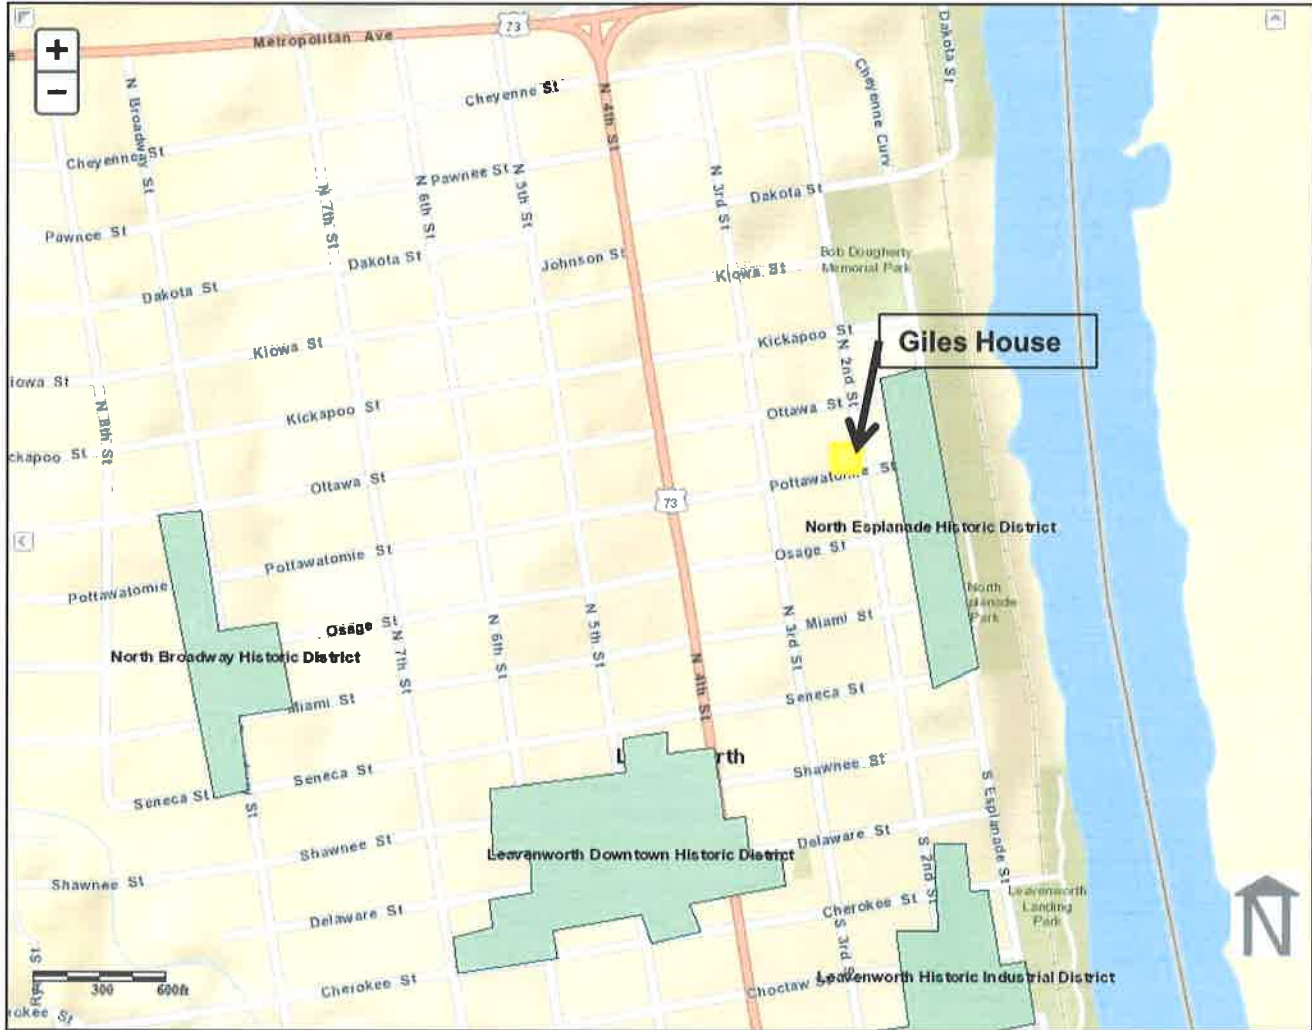 73
Metropolitan Ave
+
−
Dakota St
N Broadway St
Cheyenne St
N 4th St
Cheyenne Curv
Cheyenne St
Pawnee St
N 5th St
N 6th St
N 7th St
N 3rd St
Dakota St
Pawnee St
Dakota St
Johnson St
Kiowa St
Bob Dougherty
Memorial Park
Dakota St
Kiowa St
Kickapoo St
Giles House
N 2nd St
iowa St
N 8th St
Kickapoo St
Ottawa St
ckapoo St
Ottawa St
Pottawatomie St
73
North Esplanade Historic District
Osage St
Pottawatomie St
Pottawatomie
North
planade
Park
Osage St
N 7th St
N 6th St
N 5th St
N 3rd St
Miami St
North Broadway Historic District
N 4th St
Miami St
Seneca St
L rth
Shawnee St
Seneca St
Seneca St
y St
S Esplanade St
Shawnee St
Delaware St
Leavenworth Downtown Historic District
S 2nd St
Shawnee St
Leavenworth
Landing
Park
Delaware St
Cherokee St
S 3rd St
N
Leavenworth Historic Industrial District
Cherokee St
Choctaw S
300 600ft
rokee St